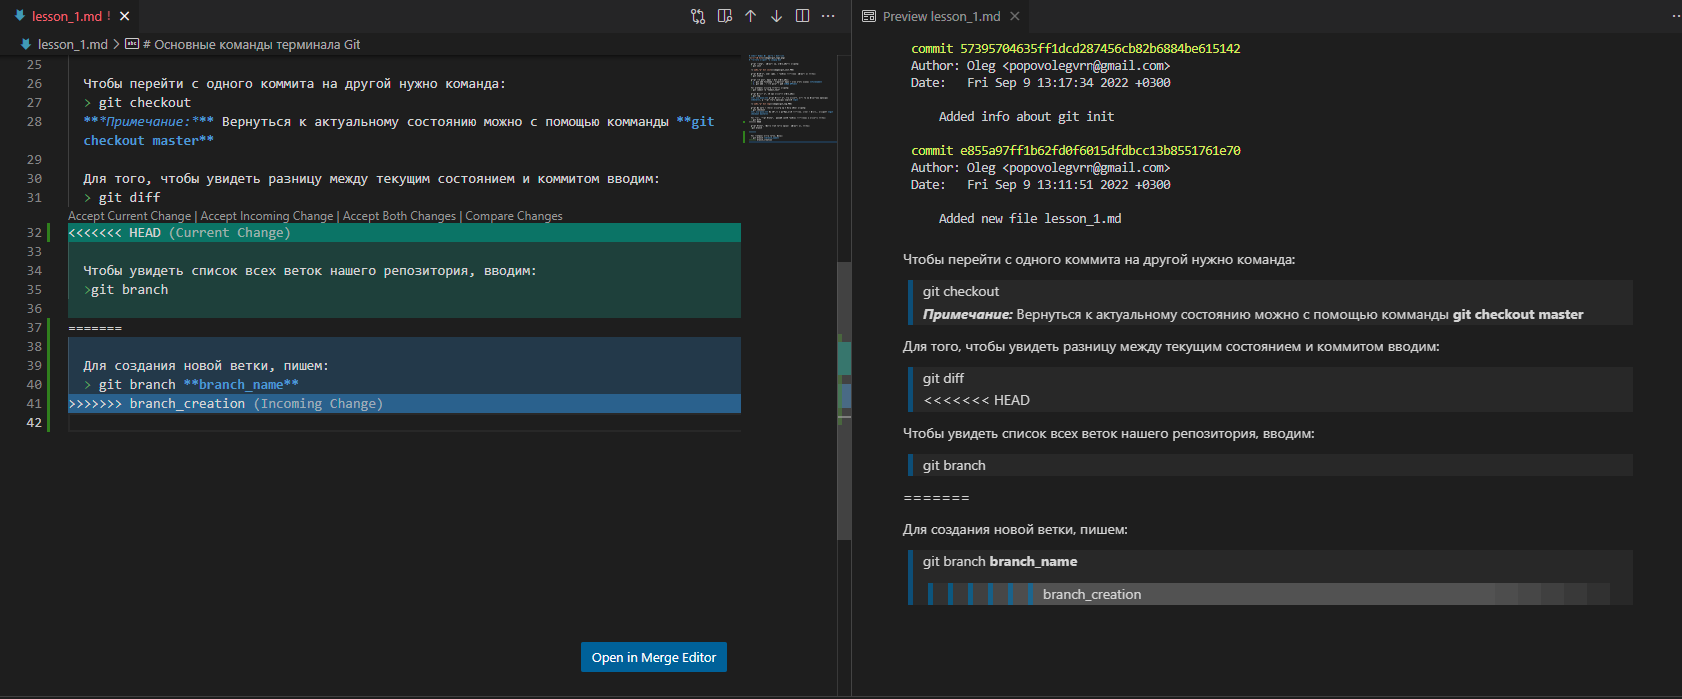 lesson_1.md !
Preview lesson_1.md
lesson_1.md > # Основные команды терминала Git
25
26 Чтобы перейти с одного коммита на другой нужно команда:
27 > git checkout
28 ***Примечание:*** Вернуться к актуальному состоянию можно с помощью комманды **git
checkout master**
29
30 Для того, чтобы увидеть разницу между текущим состоянием и коммитом вводим:
31 > git diff
Accept Current Change | Accept Incoming Change | Accept Both Changes | Compare Changes
32 <<<<<<< HEAD (Current Change)
33
34 Чтобы увидеть список всех веток нашего репозитория, вводим:
35 >git branch
36
37 =======
38
39 Для создания новой ветки, пишем:
40 > git branch **branch_name**
41 >>>>>>> branch_creation (Incoming Change)
42
Open in Merge Editor
commit 57395704635ff1dcd287456cb82b6884be615142
Author: Oleg <popovolegvrn@gmail.com>
Date: Fri Sep 9 13:17:34 2022 +0300
Added info about git init
commit e855a97ff1b62fd0f6015dfdbcc13b8551761e70
Author: Oleg <popovolegvrn@gmail.com>
Date: Fri Sep 9 13:11:51 2022 +0300
Added new file lesson_1.md
Чтобы перейти с одного коммита на другой нужно команда:
git checkout
Примечание: Вернуться к актуальному состоянию можно с помощью комманды git checkout master
Для того, чтобы увидеть разницу между текущим состоянием и коммитом вводим:
git diff
<<<<<<< HEAD
Чтобы увидеть список всех веток нашего репозитория, вводим:
git branch
=======
Для создания новой ветки, пишем:
git branch branch_name
branch_creation